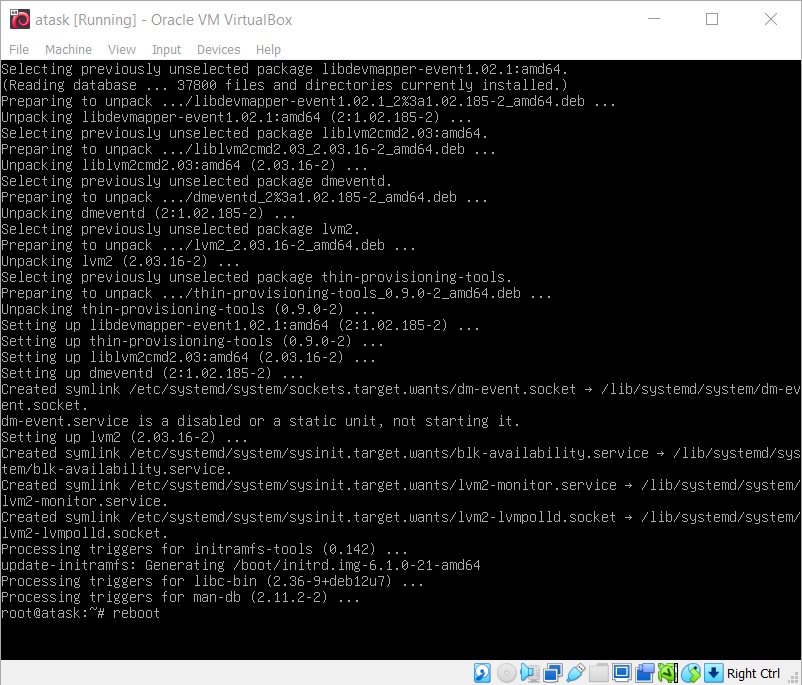 atask [Running] - Oracle VM VirtualBox
File Machine View Input Devices Help
Selecting previously unselected package libdevmapper-event1.02.1:amd64.
(Reading database ... 37800 files and directories currently installed.)
Preparing to unpack .../libdevmapper-event1.02.1_2%3a1.02.185-2_amd64.deb ...
Unpacking libdevmapper-event1.02.1:amd64 (2:1.02.185-2) ...
Selecting previously unselected package liblvm2cmd2.03:amd64.
Preparing to unpack .../liblvm2cmd2.03_2.03.16-2_amd64.deb ...
Unpacking liblvm2cmd2.03:amd64 (2.03.16-2) ...
Selecting previously unselected package dmeventd.
Preparing to unpack .../dmeventd_2%3a1.02.185-2_amd64.deb ...
Unpacking dmeventd (2:1.02.185-2) ...
Selecting previously unselected package lvm2.
Preparing to unpack .../lvm2_2.03.16-2_amd64.deb ...
Unpacking lvm2 (2.03.16-2) ...
Selecting previously unselected package thin-provisioning-tools.
Preparing to unpack .../thin-provisioning-tools_0.9.0-2_amd64.deb ...
Unpacking thin-provisioning-tools (0.9.0-2) ...
Setting up libdevmapper-event1.02.1:amd64 (2:1.02.185-2) ...
Setting up thin-provisioning-tools (0.9.0-2) ...
Setting up liblvm2cmd2.03:amd64 (2.03.16-2) ...
Setting up dmeventd (2:1.02.185-2) ...
Created symlink /etc/systemd/system/sockets.target.wants/dm-event.socket → /lib/systemd/system/dm-ev
ent.socket.
dm-event.service is a disabled or a static unit, not starting it.
Setting up lvm2 (2.03.16-2) ...
Created symlink /etc/systemd/system/sysinit.target.wants/blk-availability.service → /lib/systemd/sys
tem/blk-availability.service.
Created symlink /etc/systemd/system/sysinit.target.wants/lvm2-monitor.service → /lib/systemd/system/
lvm2-monitor.service.
Created symlink /etc/systemd/system/sysinit.target.wants/lvm2-lvmpolld.socket → /lib/systemd/system/
lvm2-lvmpolld.socket.
Processing triggers for initramfs-tools (0.142) ...
update-initramfs: Generating /boot/initrd.img-6.1.0-21-amd64
Processing triggers for libc-bin (2.36-9+deb12u7) ...
Processing triggers for man-db (2.11.2-2) ...
root@atask:~# reboot
Right Ctrl